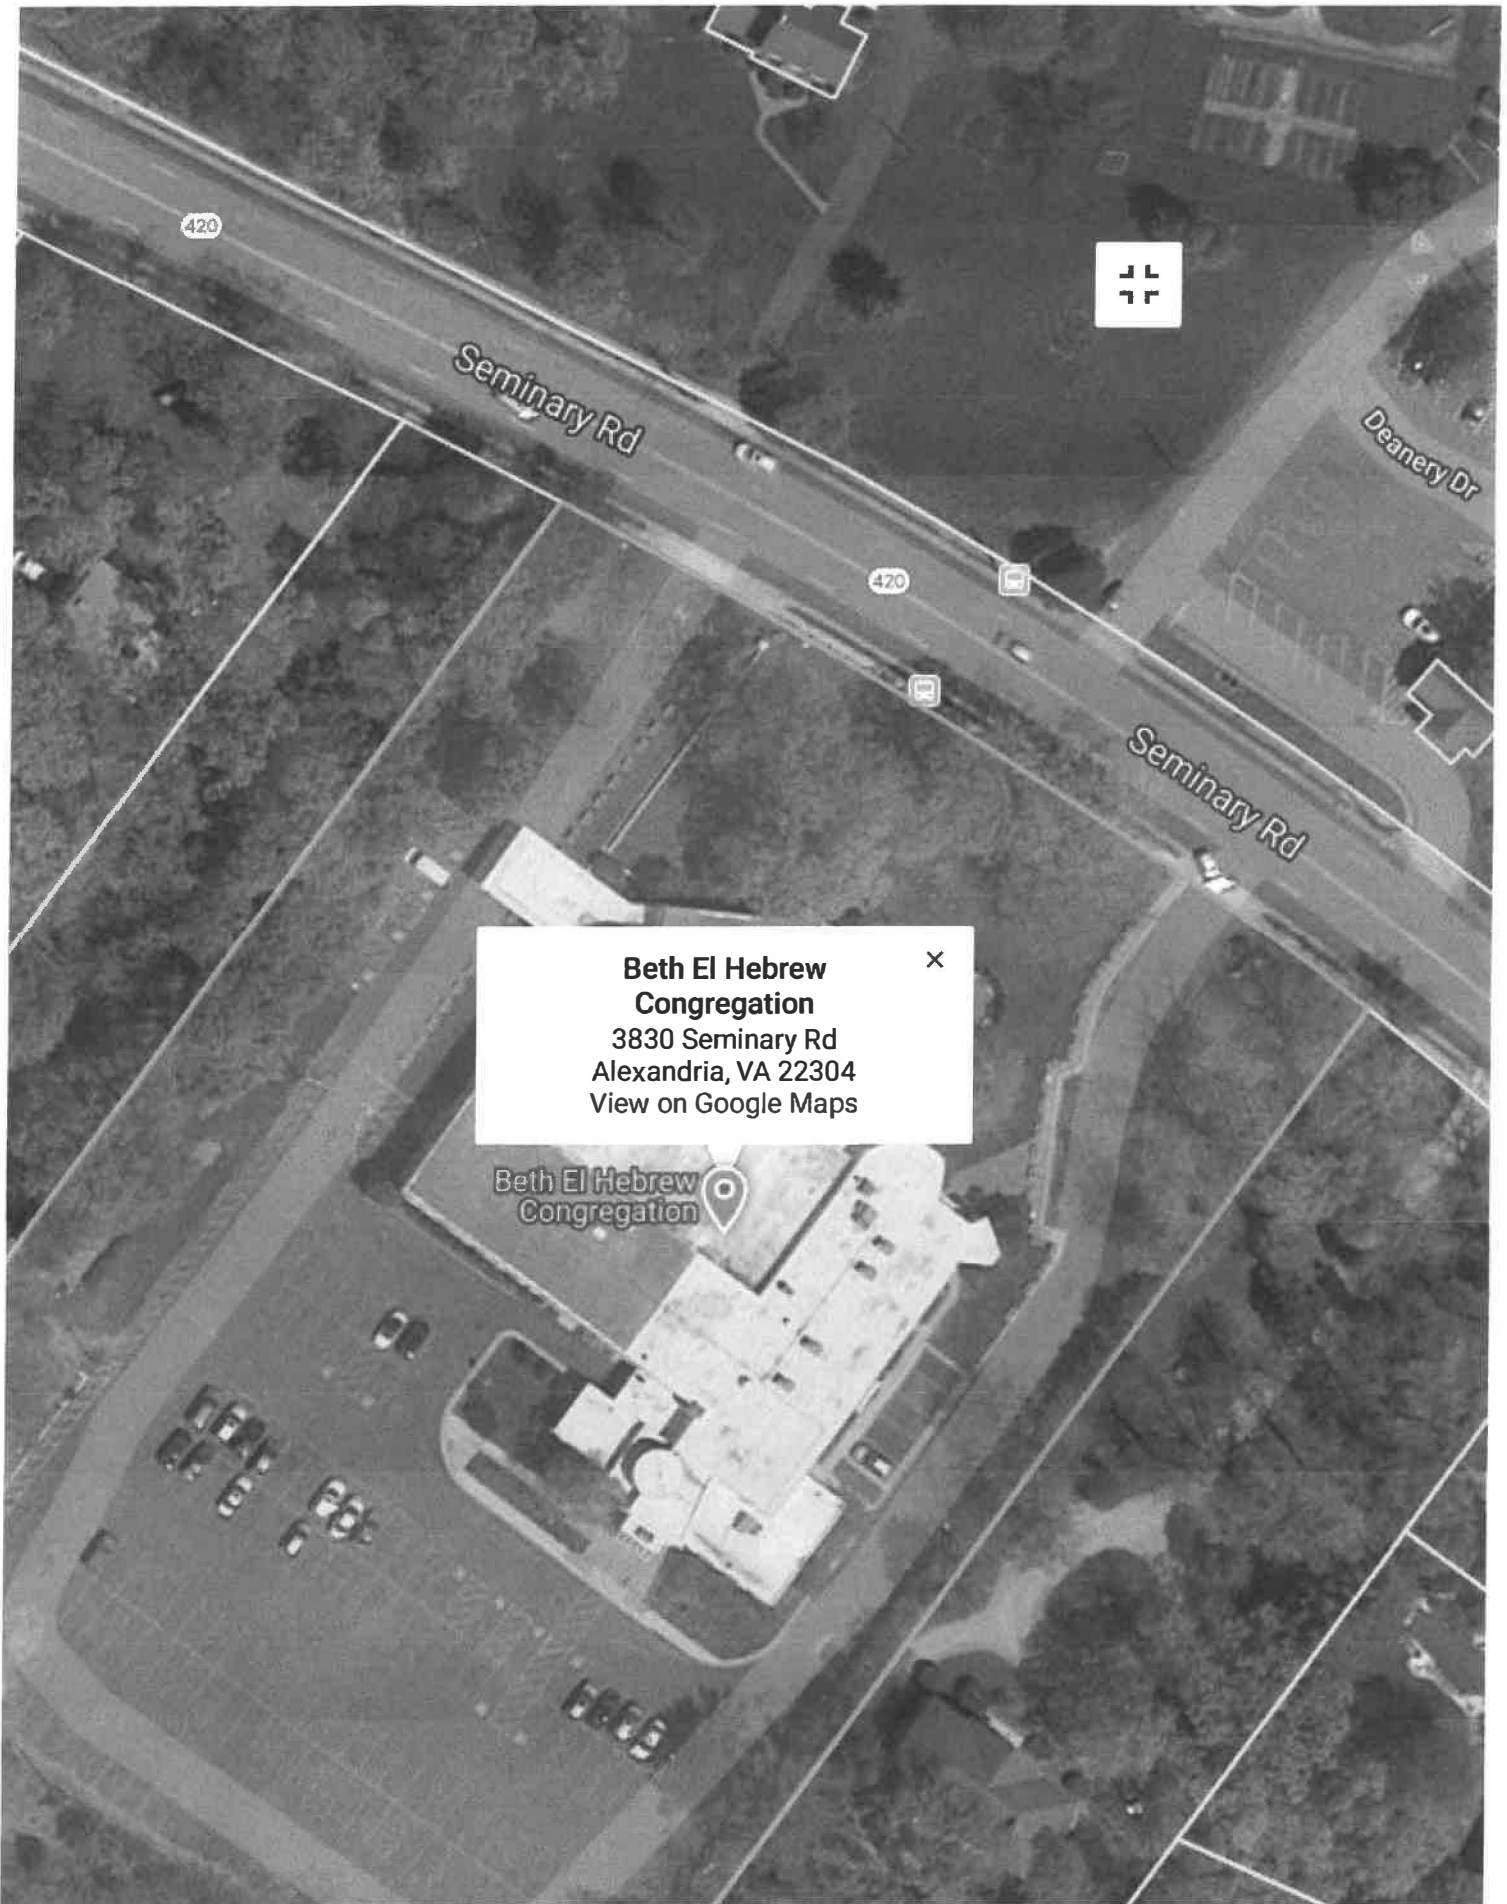 420
Seminary Rd
Deanery Dr
420
Seminary Rd
Beth El Hebrew
Congregation
3830 Seminary Rd
Alexandria, VA 22304
View on Google Maps
Beth El Hebrew
Congregation